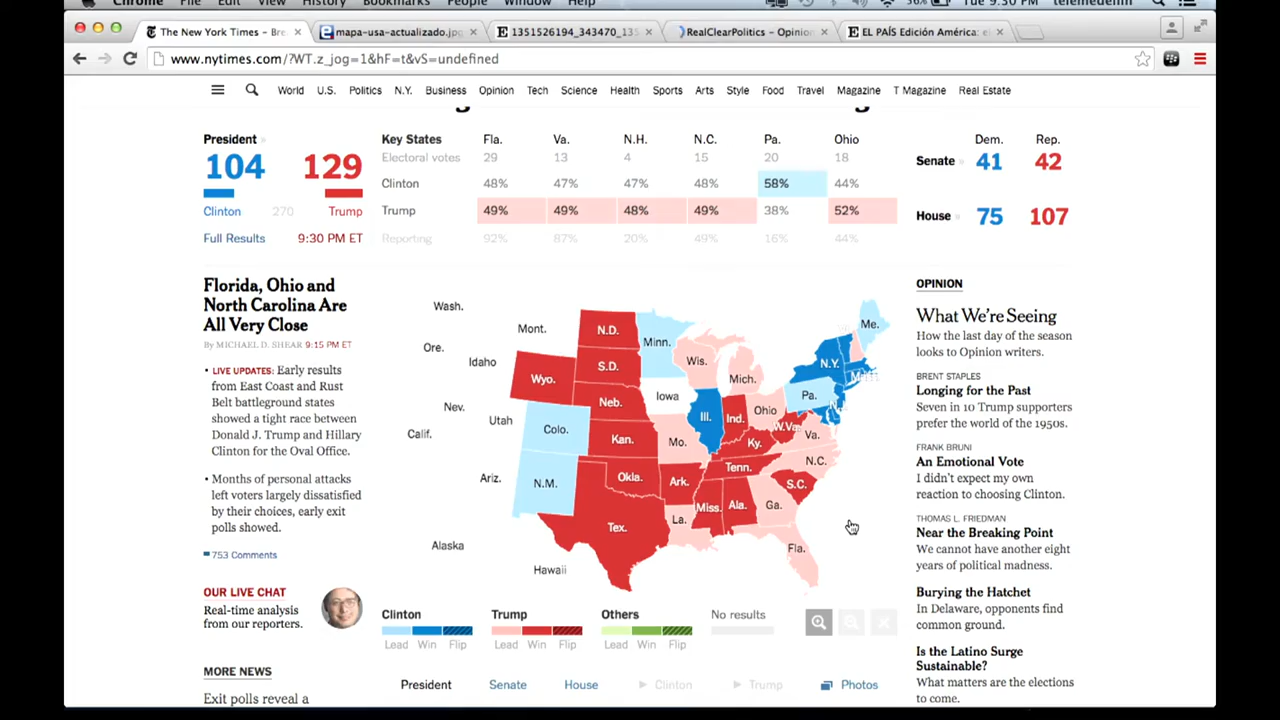 Chrome File Edit View History Bookmarks People Window Help
56% Tue 9:30 PM telemedellin
The New York Times - Bre
mapa-usa-actualizado.jpg
1351526194_343470_135
RealClearPolitics - Opinion
EL PAÍS Edición América: e
www.nytimes.com/?WT.z_jog=1&hF=t&vS=undefined
World U.S. Politics N.Y. Business Opinion Tech Science Health Sports Arts Style Food Travel Magazine T Magazine Real Estate
President »
104 129
Clinton 270 Trump
Full Results 9:30 PM ET
Key States Fla. Va. N.H. N.C. Pa. Ohio
Electoral votes 29 13 4 15 20 18
Clinton 48% 47% 47% 48% 58% 44%
Trump 49% 49% 48% 49% 38% 52%
Reporting 92% 87% 20% 49% 16% 44%
Dem. Rep.
Senate » 41 42
House » 75 107
Florida, Ohio and
North Carolina Are
All Very Close
By MICHAEL D. SHEAR 9:15 PM ET
• LIVE UPDATES: Early results
from East Coast and Rust
Belt battleground states
showed a tight race between
Donald J. Trump and Hillary
Clinton for the Oval Office.
• Months of personal attacks
left voters largely dissatisfied
by their choices, early exit
polls showed.
753 Comments
OUR LIVE CHAT
Real-time analysis
from our reporters.
MORE NEWS
Exit polls reveal a
Wash.
Mont.
Ore.
Idaho
Nev.
Utah
Calif.
Ariz.
Alaska
Hawaii
N.D.
Minn.
Me.
S.D.
Wyo.
Wis.
Mich.
N.Y.
Mass.
Neb.
Iowa
Pa.
Ill.
Ind.
Ohio
Colo.
Kan.
Mo.
W.Va.
Va.
Ky.
N.C.
N.M.
Okla.
Tenn.
Ark.
S.C.
Miss.
Ala.
Ga.
Tex.
La.
Fla.
Clinton Trump Others No results
Lead Win Flip Lead Win Flip Lead Win Flip
President Senate House Clinton Trump Photos
OPINION
What We’re Seeing
How the last day of the season
looks to Opinion writers.
BRENT STAPLES
Longing for the Past
Seven in 10 Trump supporters
prefer the world of the 1950s.
FRANK BRUNI
An Emotional Vote
I didn’t expect my own
reaction to choosing Clinton.
THOMAS L. FRIEDMAN
Near the Breaking Point
We cannot have another eight
years of political madness.
Burying the Hatchet
In Delaware, opponents find
common ground.
Is the Latino Surge
Sustainable?
What matters are the elections
to come.